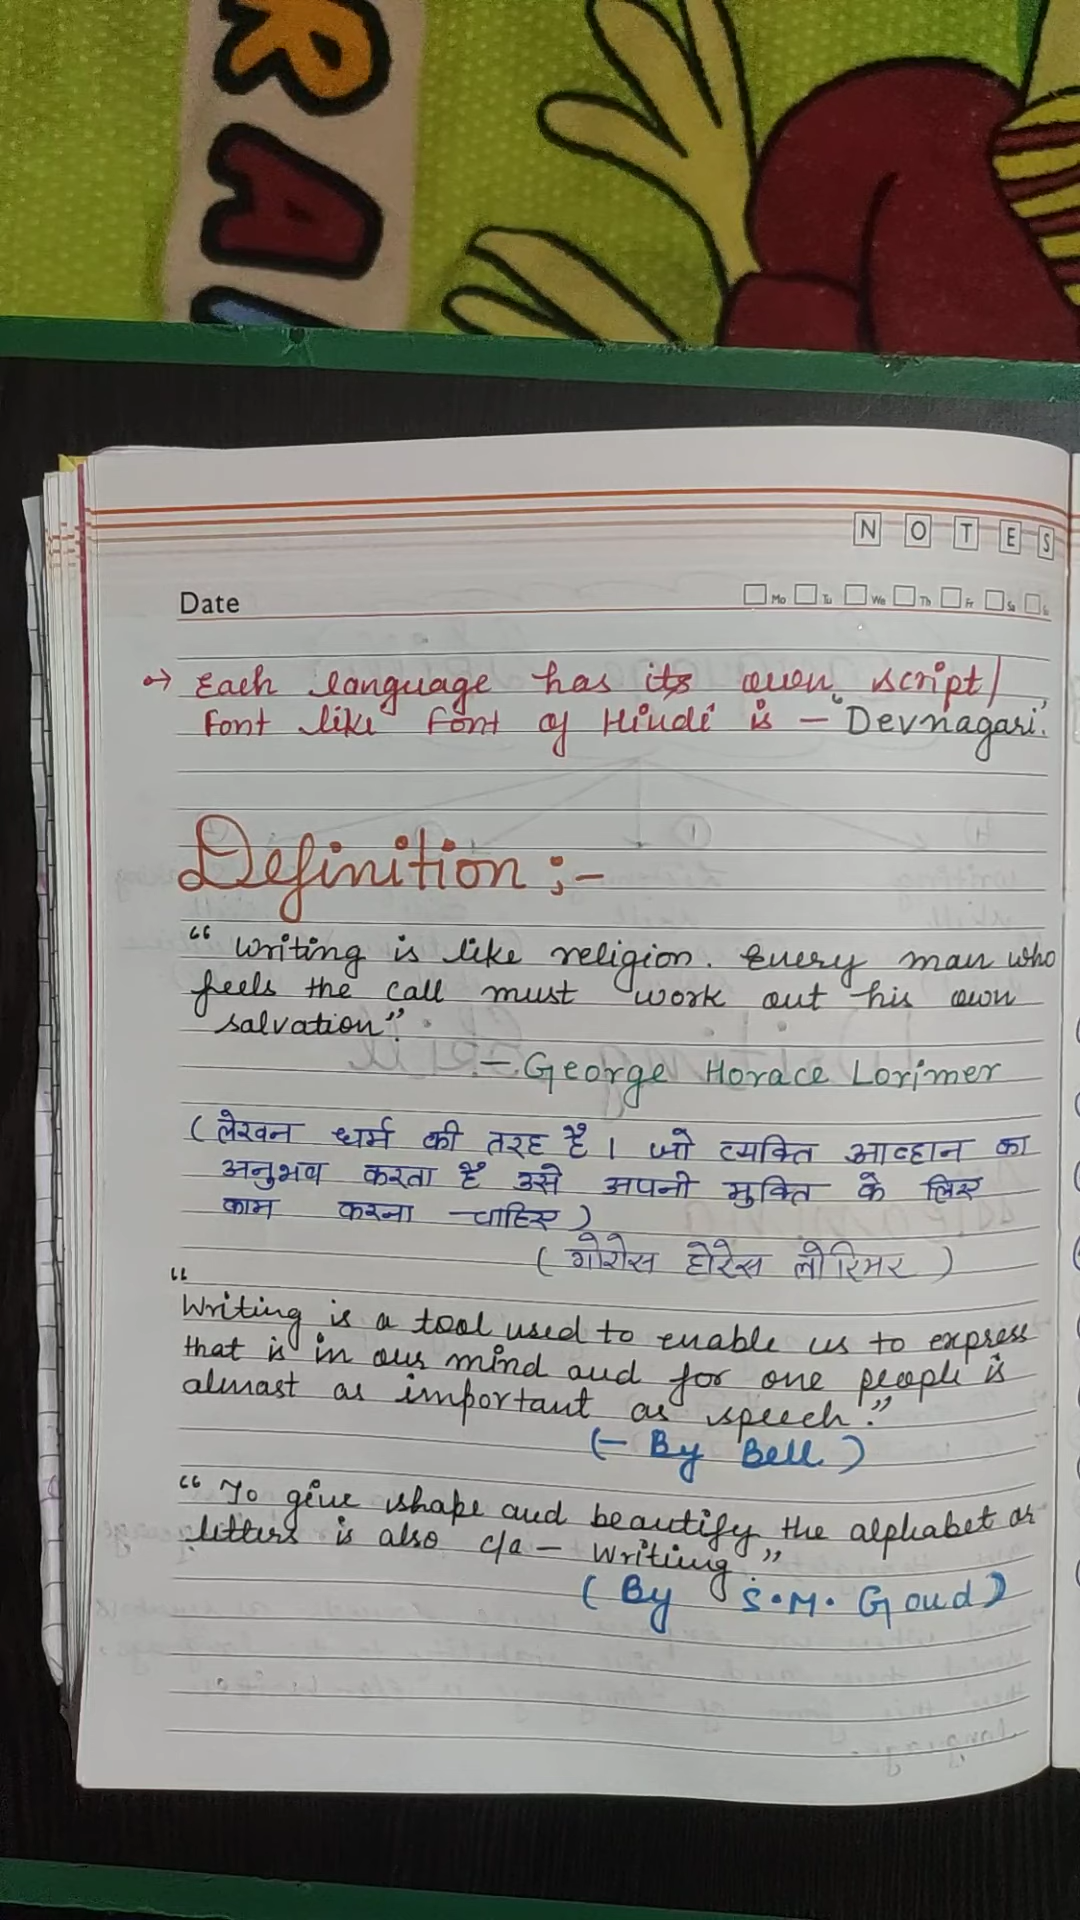 RA
NOTES
Date Mo Tu We Th Fr Sa
→ Each language has its own script/
Font like Font of Hindi is – 'Devnagari'.
Definition ;-
“ Writing is like religion. Every man who
feels the call must work out his own
salvation”.
– George Horace Lorimer
(लेखन धर्म की तरह है । जो व्यक्ति आव्हान का
अनुभव करता है उसे अपनी मुक्ति के लिए
काम करना चाहिए)
(गोरोस होरेस लोरिमर)
“
Writing is a tool used to enable us to express
that is in our mind and for one people is
almast as important as speech.”
(– By Bell)
“ To give shape and beautify the alphabet or
letters is also c/a – Writing.”
(By S.M. Goud)